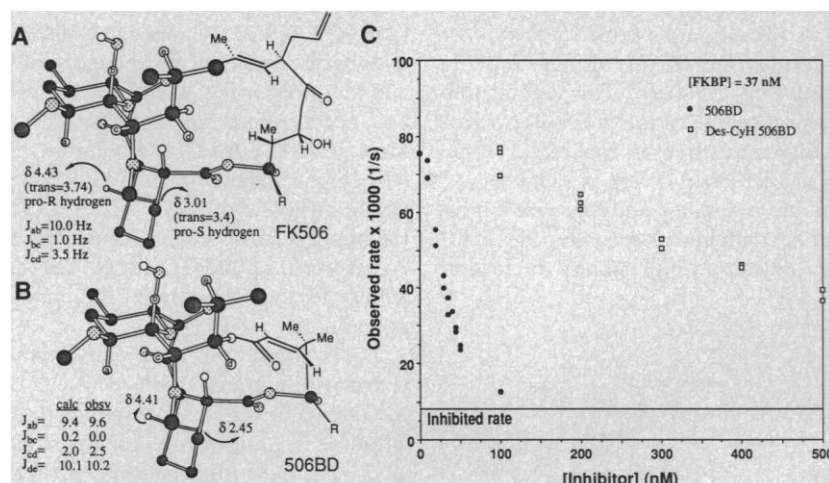 A
Me
H
H
O
Me
OH
R
δ 4.43
(trans=3.74)
pro-R hydrogen
δ 3.01
(trans=3.4)
pro-S hydrogen
FK506
Jab=10.0 Hz
Jbc= 1.0 Hz
Jcd= 3.5 Hz
B
H
Me
O
H
R
δ 4.41
δ 2.45
506BD
calc obsv
Jab= 9.4 9.6
Jbc= 0.2 0.0
Jcd= 2.0 2.5
Jde= 10.1 10.2
C
Observed rate x 1000 (1/s)
100
80
60
40
20
0
[FKBP] = 37 nM
506BD
Des-CyH 506BD
Inhibited rate
0 100 200 300 400 500
[Inhibitor] (nM)